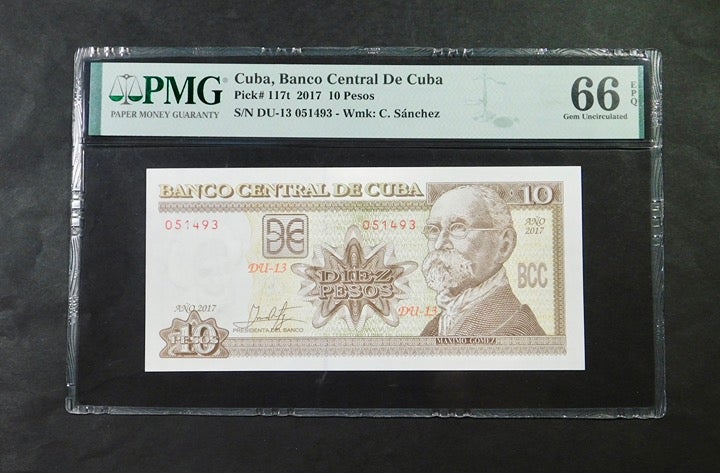 PMG
PAPER MONEY GUARANTY
Cuba, Banco Central De Cuba
Pick# 117t 2017 10 Pesos
S/N DU-13 051493 - Wmk: C. Sánchez
66 EPQ
Gem Uncirculated
BANCO CENTRAL DE CUBA
10
051493
051493
AÑO
2017
DU-13
DIEZ
PESOS
BCC
AÑO 2017
DU-13
PRESIDENTA DEL BANCO
10
PESOS
MAXIMO GOMEZ